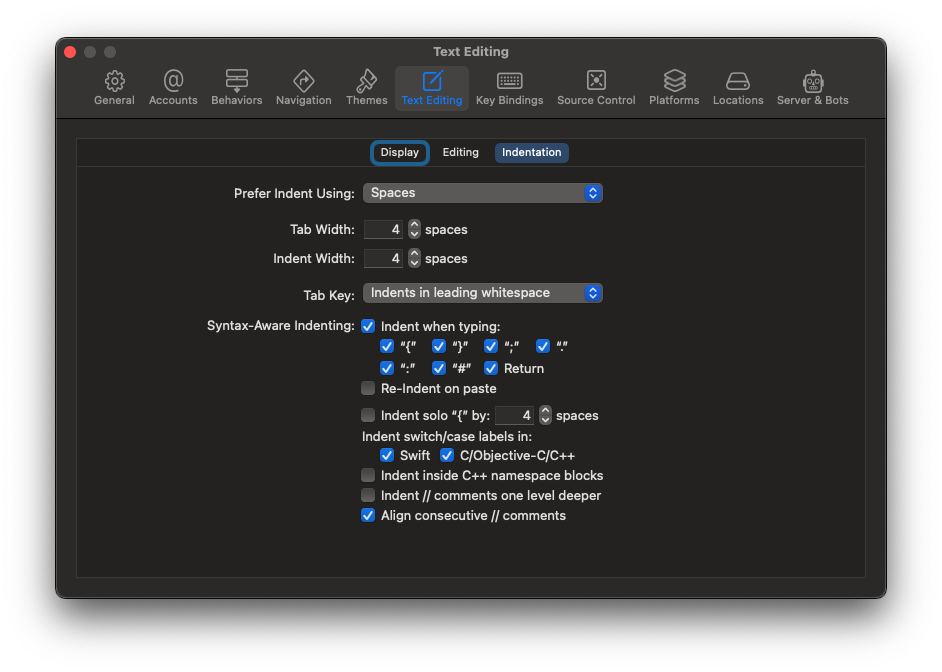 Text Editing
General Accounts Behaviors Navigation Themes Text Editing Key Bindings Source Control Platforms Locations Server & Bots
Display Editing Indentation
Prefer Indent Using: Spaces
Tab Width: 4 spaces
Indent Width: 4 spaces
Tab Key: Indents in leading whitespace
Syntax-Aware Indenting: Indent when typing:
“{” “}” “;” “.”
“:” “#” Return
Re-Indent on paste
Indent solo “{” by: 4 spaces
Indent switch/case labels in:
Swift C/Objective-C/C++
Indent inside C++ namespace blocks
Indent // comments one level deeper
Align consecutive // comments